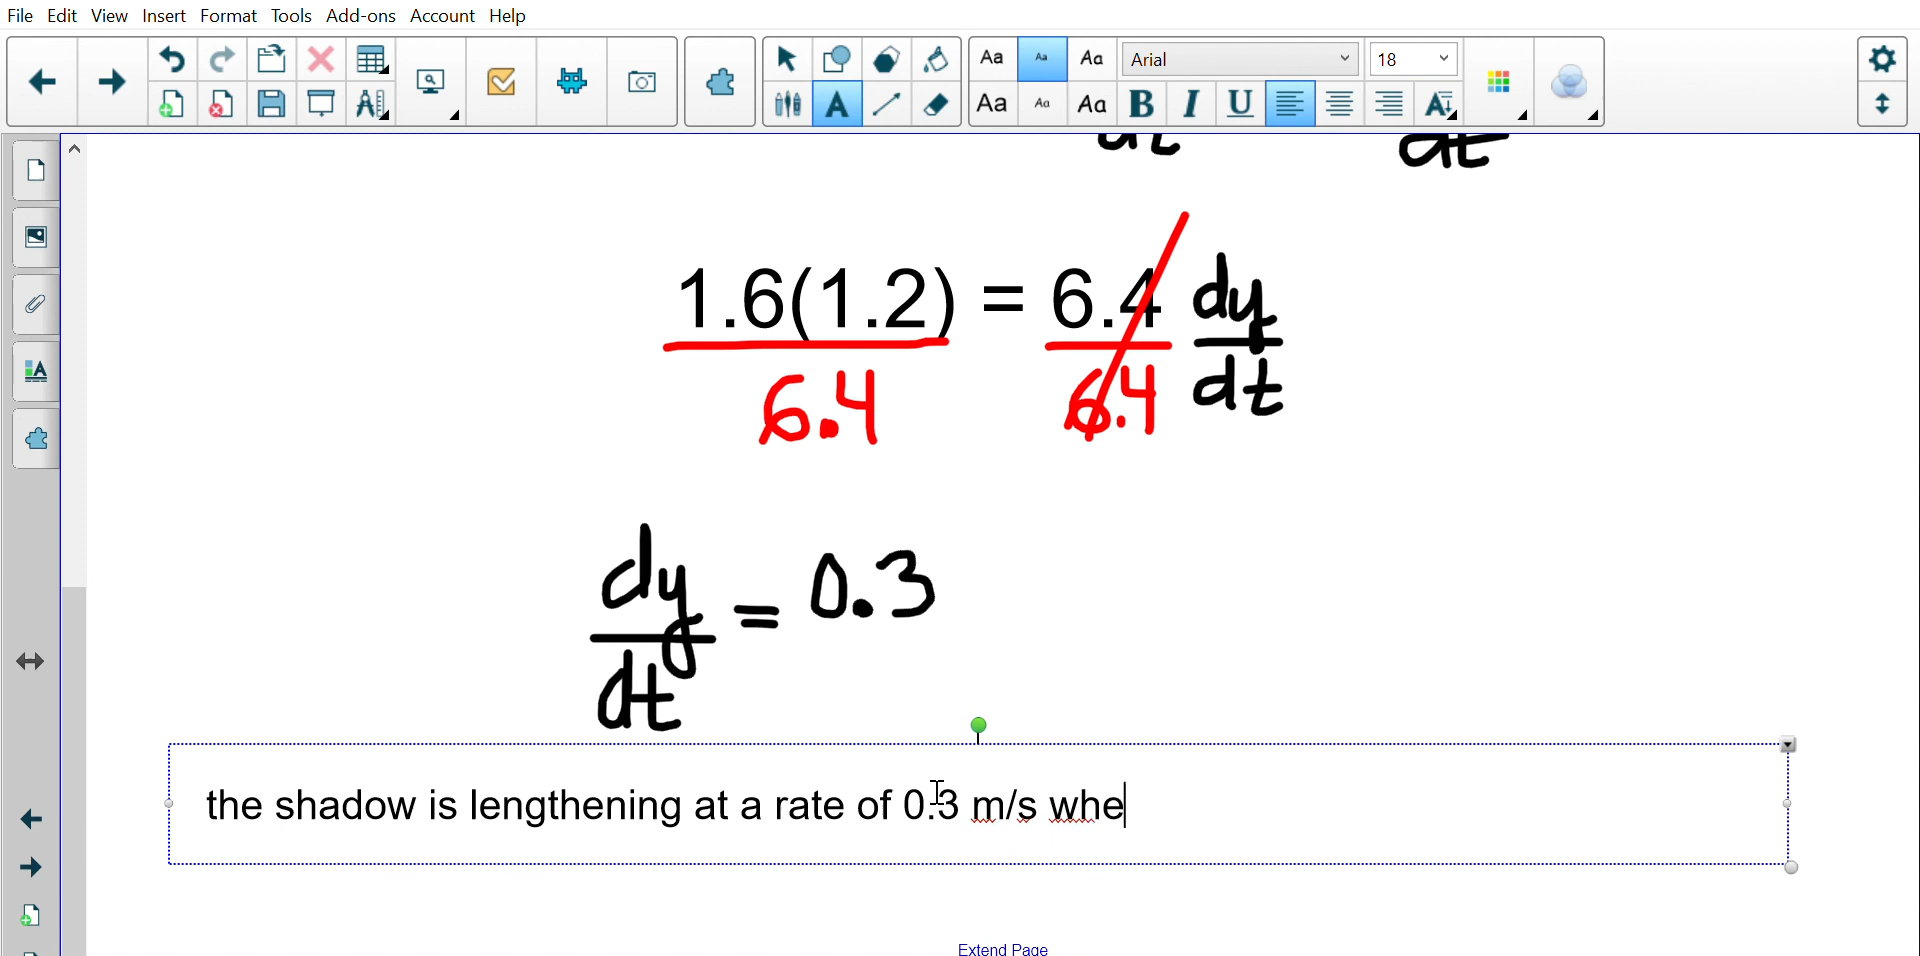 File Edit View Insert Format Tools Add-ons Account Help
Aa Aa Aa Arial 18
A Aa Aa Aa B I U A
dt dt
1.6(1.2) = 6.4 dy
6.4 6.4 dt
dy = 0.3
dt
the shadow is lengthening at a rate of 0.3 m/s whe
Extend Page